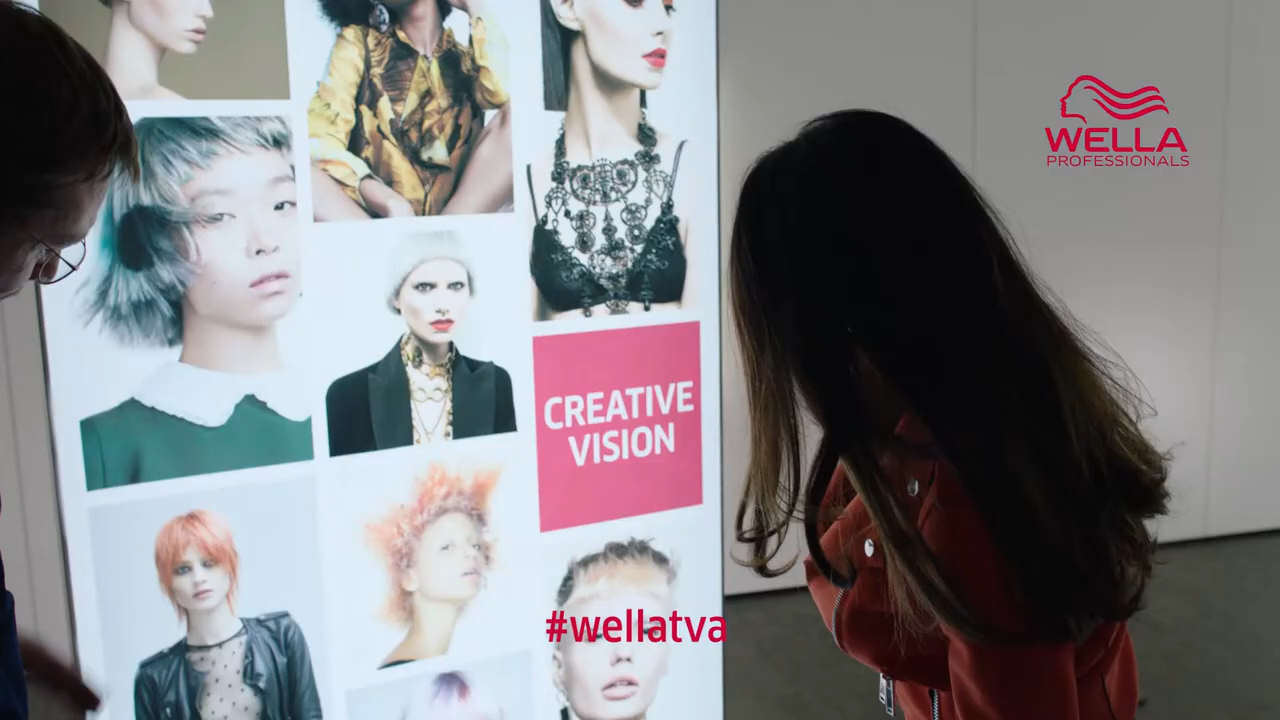 WELLA
PROFESSIONALS
CREATIVE
VISION
#wellatva